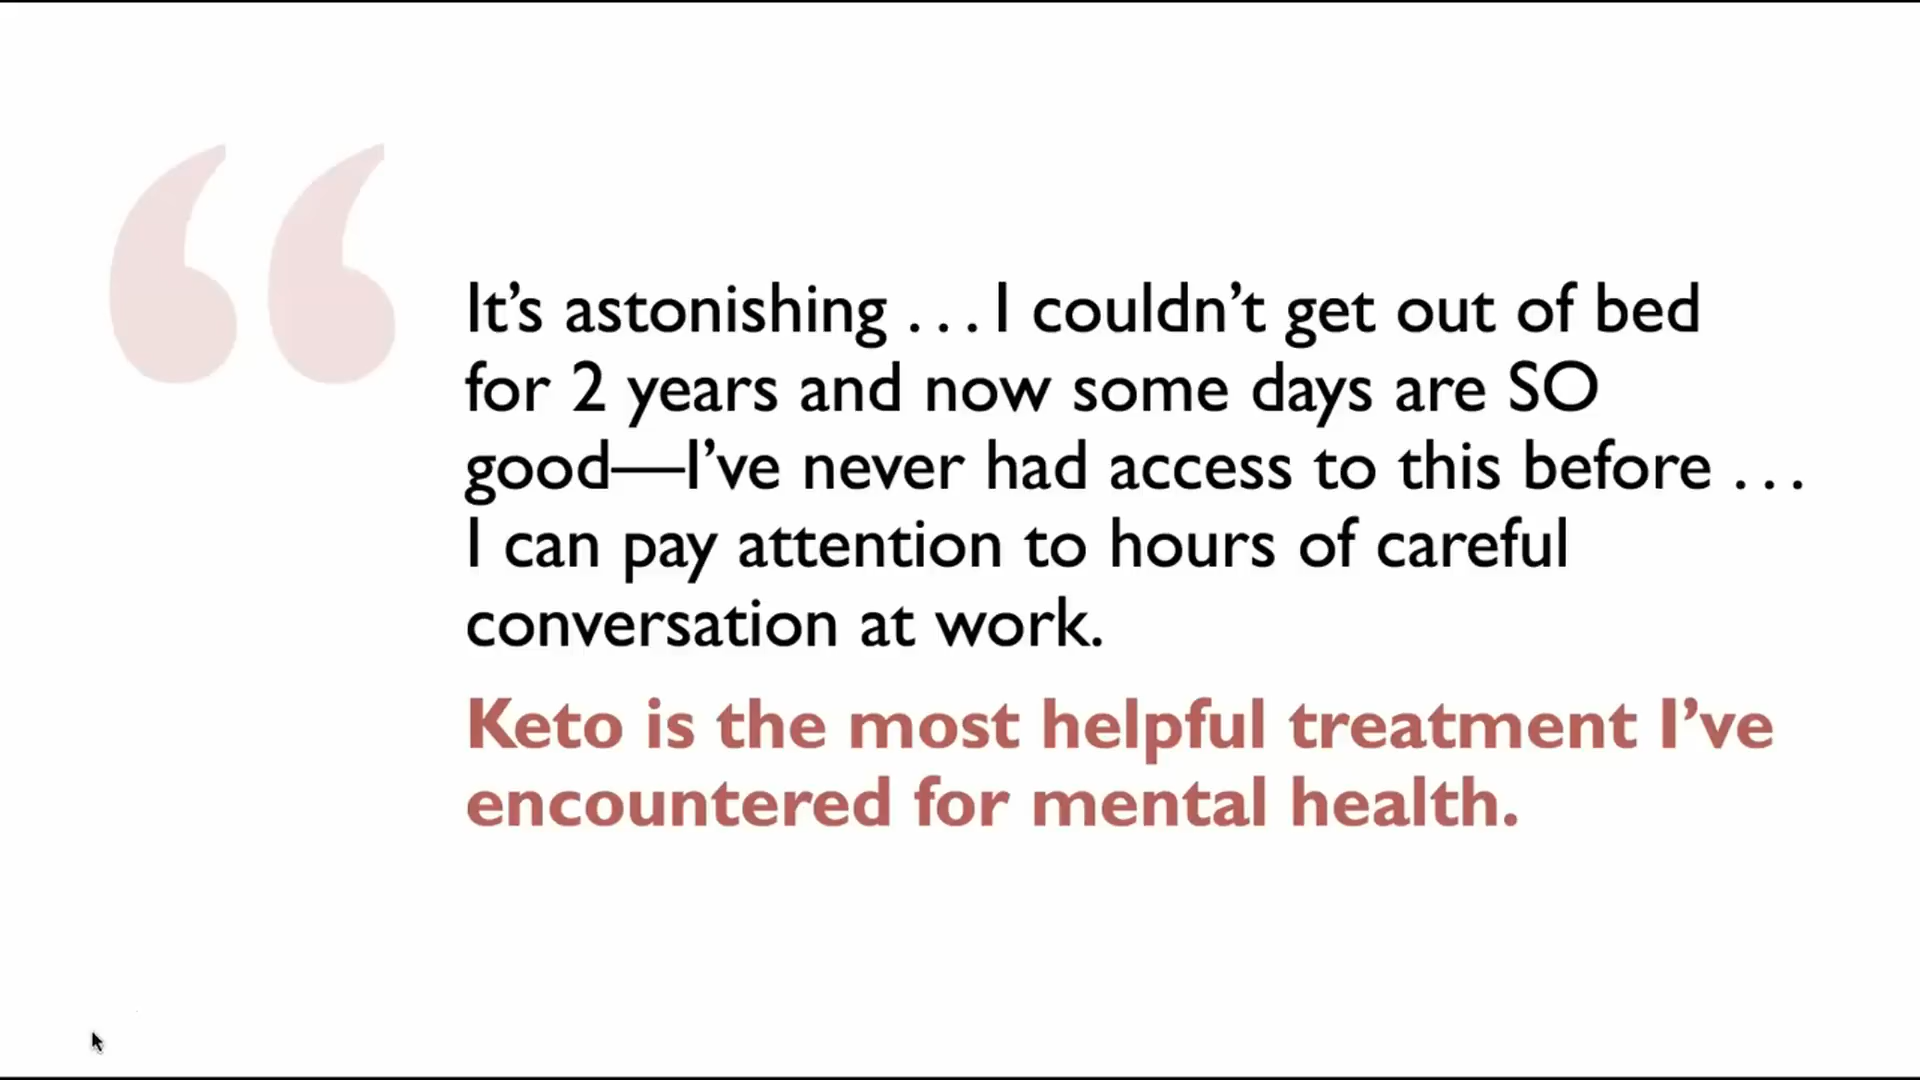 “
It’s astonishing . . . I couldn’t get out of bed
for 2 years and now some days are SO
good—I’ve never had access to this before . . .
I can pay attention to hours of careful
conversation at work.
Keto is the most helpful treatment I’ve
encountered for mental health.